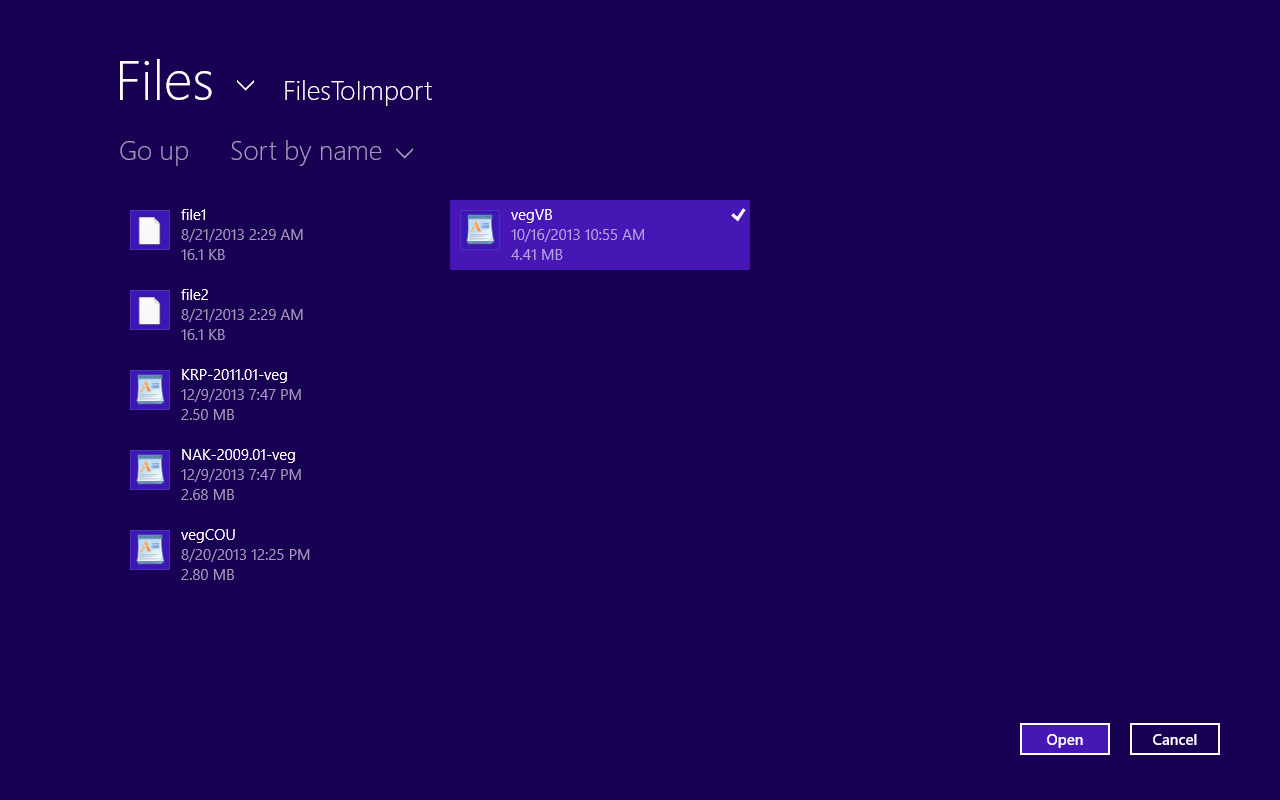 Files
FilesToImport
Go up
Sort by name
file1
8/21/2013 2:29 AM
16.1 KB
file2
8/21/2013 2:29 AM
16.1 KB
KRP-2011.01-veg
12/9/2013 7:47 PM
2.50 MB
NAK-2009.01-veg
12/9/2013 7:47 PM
2.68 MB
vegCOU
8/20/2013 12:25 PM
2.80 MB
vegVB
10/16/2013 10:55 AM
4.41 MB
Open
Cancel